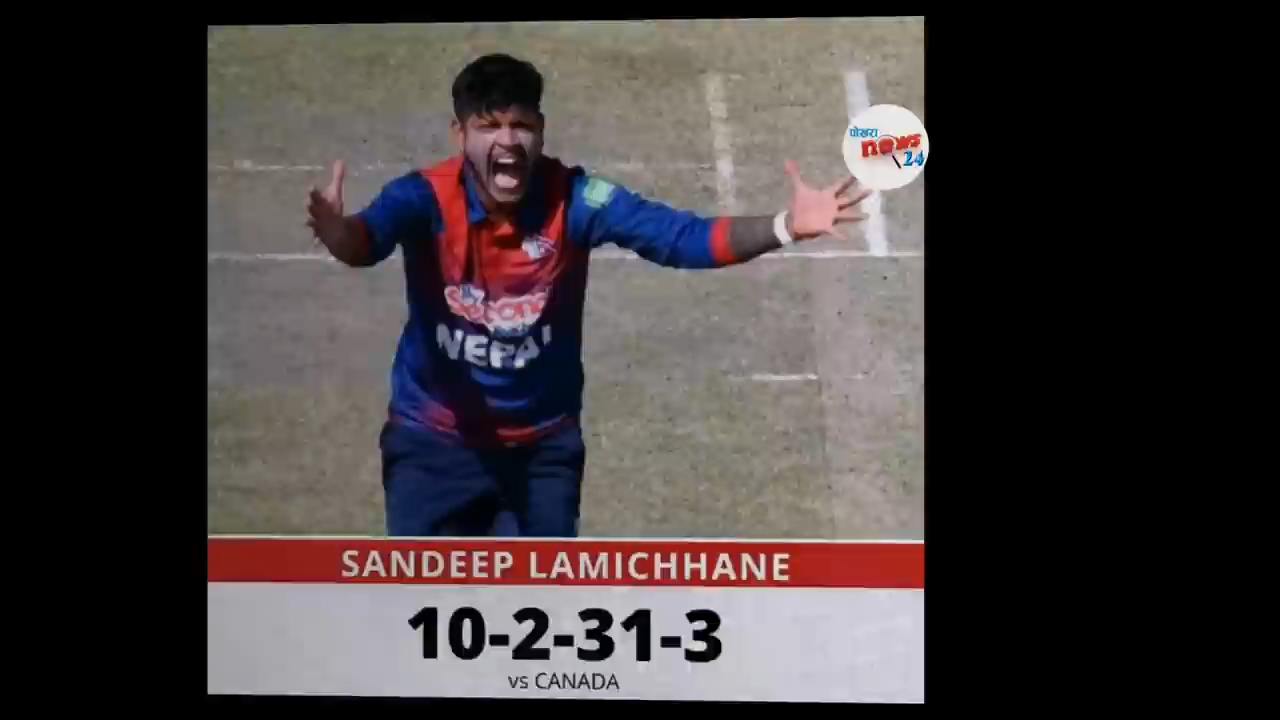 पोखरा
news
24
NEPAL
SANDEEP LAMICHHANE
10-2-31-3
vs CANADA